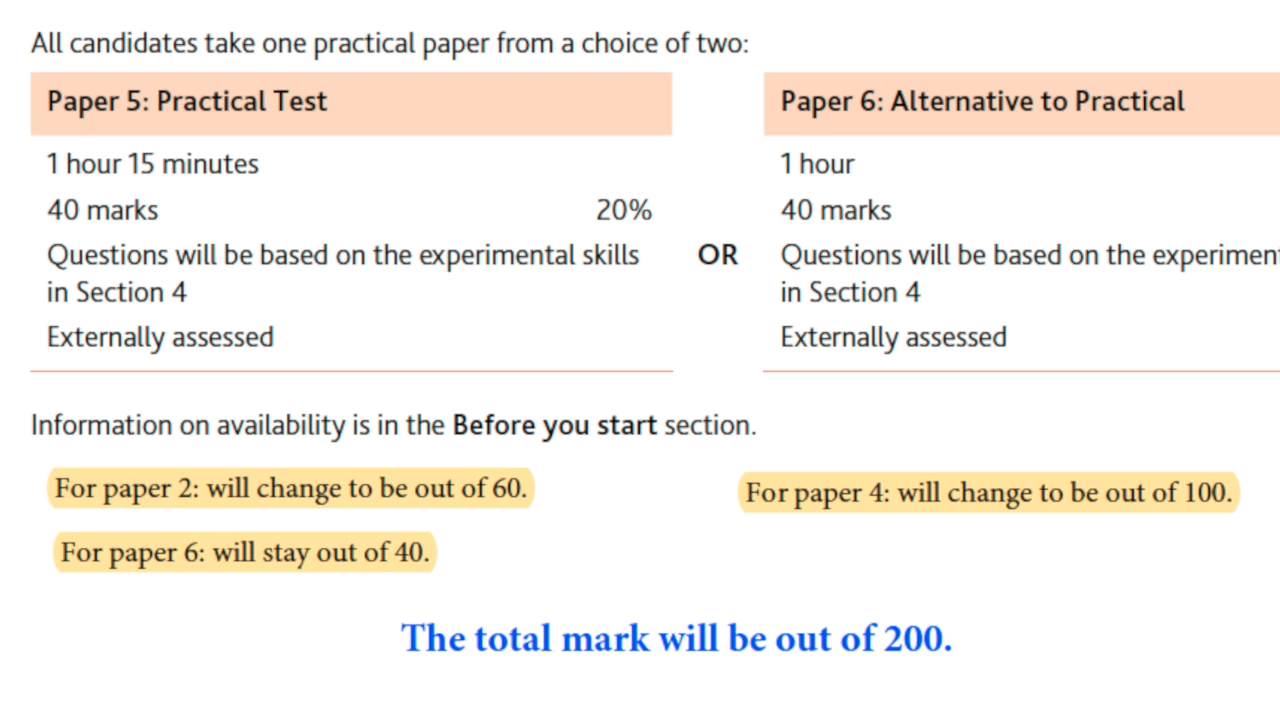 All candidates take one practical paper from a choice of two:
Paper 5: Practical Test
1 hour 15 minutes
40 marks 20%
Questions will be based on the experimental skills
in Section 4
Externally assessed
OR
Paper 6: Alternative to Practical
1 hour
40 marks
Questions will be based on the
in Section 4
Externally assessed
Information on availability is in the Before you start section.
For paper 2: will change to be out of 60.
For paper 4: will change to be out of 100.
For paper 6: will stay out of 40.
The total mark will be out of 200.